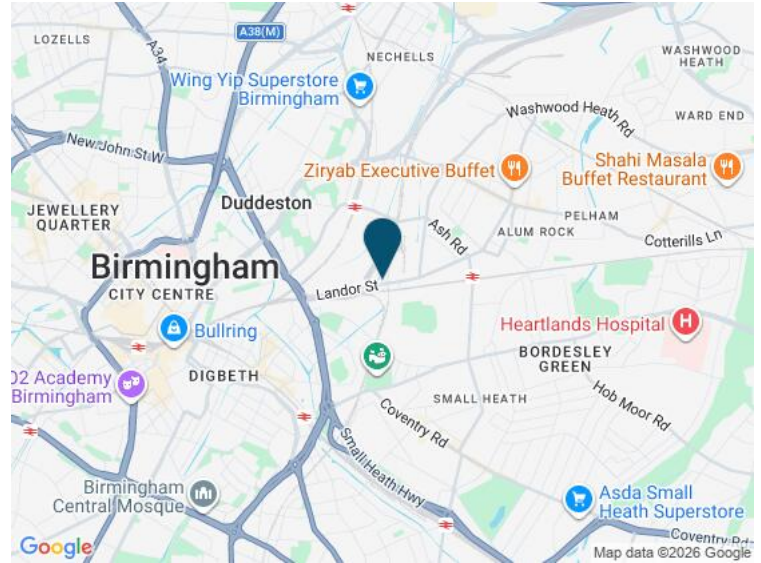 LOZELLS
A38(M)
A34
NECHELLS
WASHWOOD
HEATH
Wing Yip Superstore
Birmingham
Washwood Heath Rd
WARD END
New John St W
Ziryab Executive Buffet
Shahi Masala
Buffet Restaurant
Duddeston
JEWELLERY
QUARTER
Ash Rd
PELHAM
ALUM ROCK
Cotterills Ln
Birmingham
CITY CENTRE
Landor St
Bullring
Heartlands Hospital
H
BORDESLEY
GREEN
O2 Academy
Birmingham
DIGBETH
SMALL HEATH
Hob Moor Rd
Coventry Rd
Small Heath Hwy
Birmingham
Central Mosque
Asda Small
Heath Superstore
Coventry Rd
Google
Map data ©2026 Google